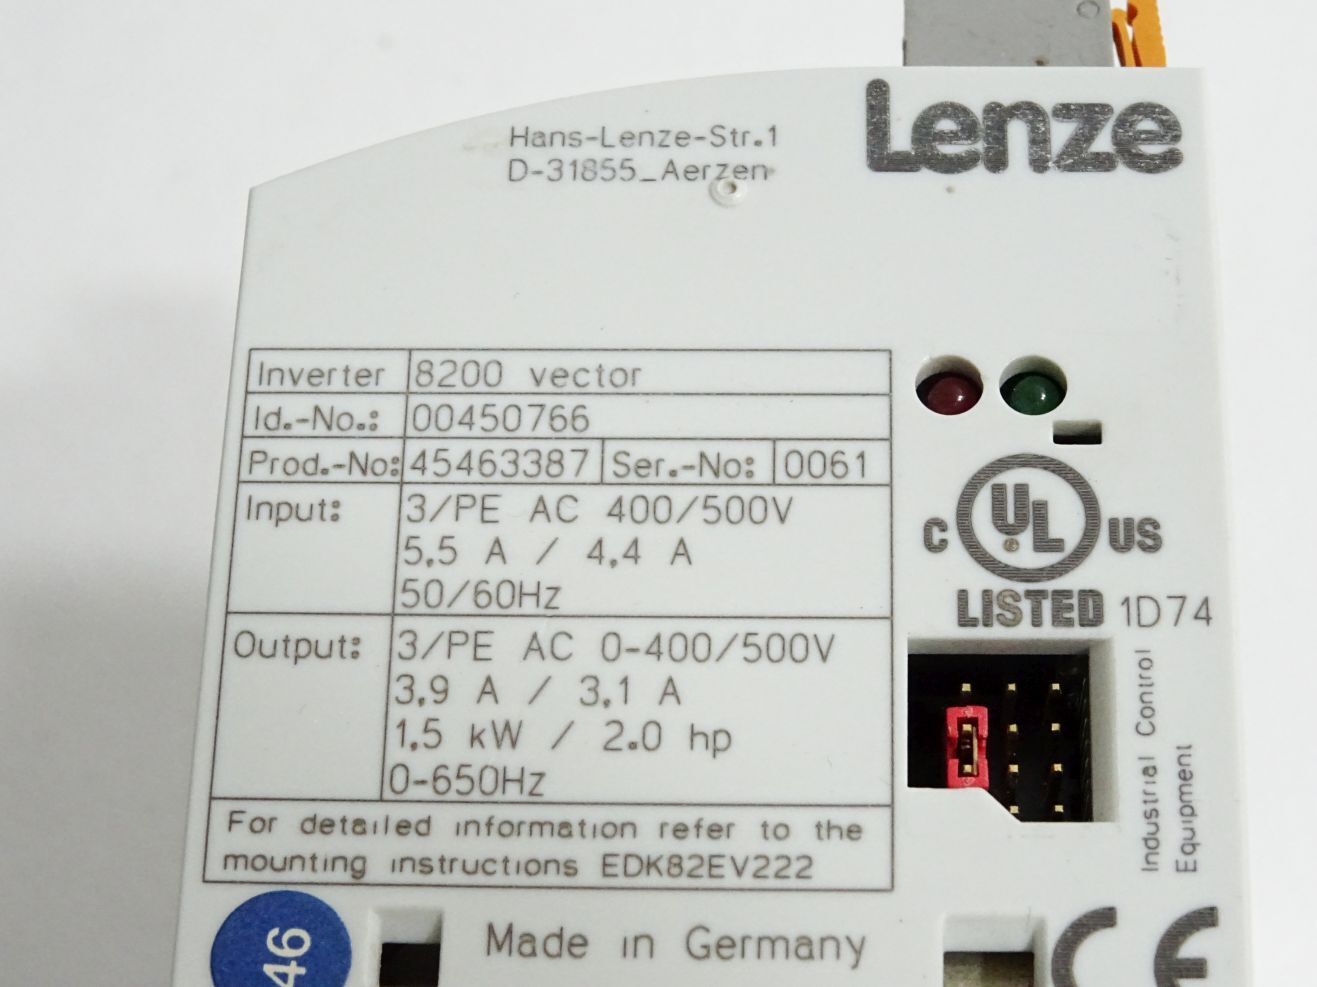 Lenze
Hans-Lenze-Str.1
D-31855_Aerzen
Inverter 8200 vector
Id.-No.: 00450766
Prod.-No: 45463387 Ser.-No: 0061
Input: 3/PE AC 400/500V
5,5 A / 4,4 A
50/60Hz
Output: 3/PE AC 0-400/500V
3,9 A / 3,1 A
1,5 kW / 2.0 hp
0-650Hz
For detailed information refer to the
mounting instructions EDK82EV222
C UL US
LISTED 1D74
Industrial Control
Equipment
46
Made in Germany
CE